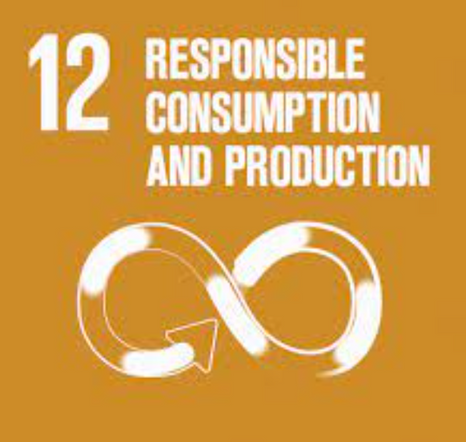 12 RESPONSIBLE
CONSUMPTION
AND PRODUCTION